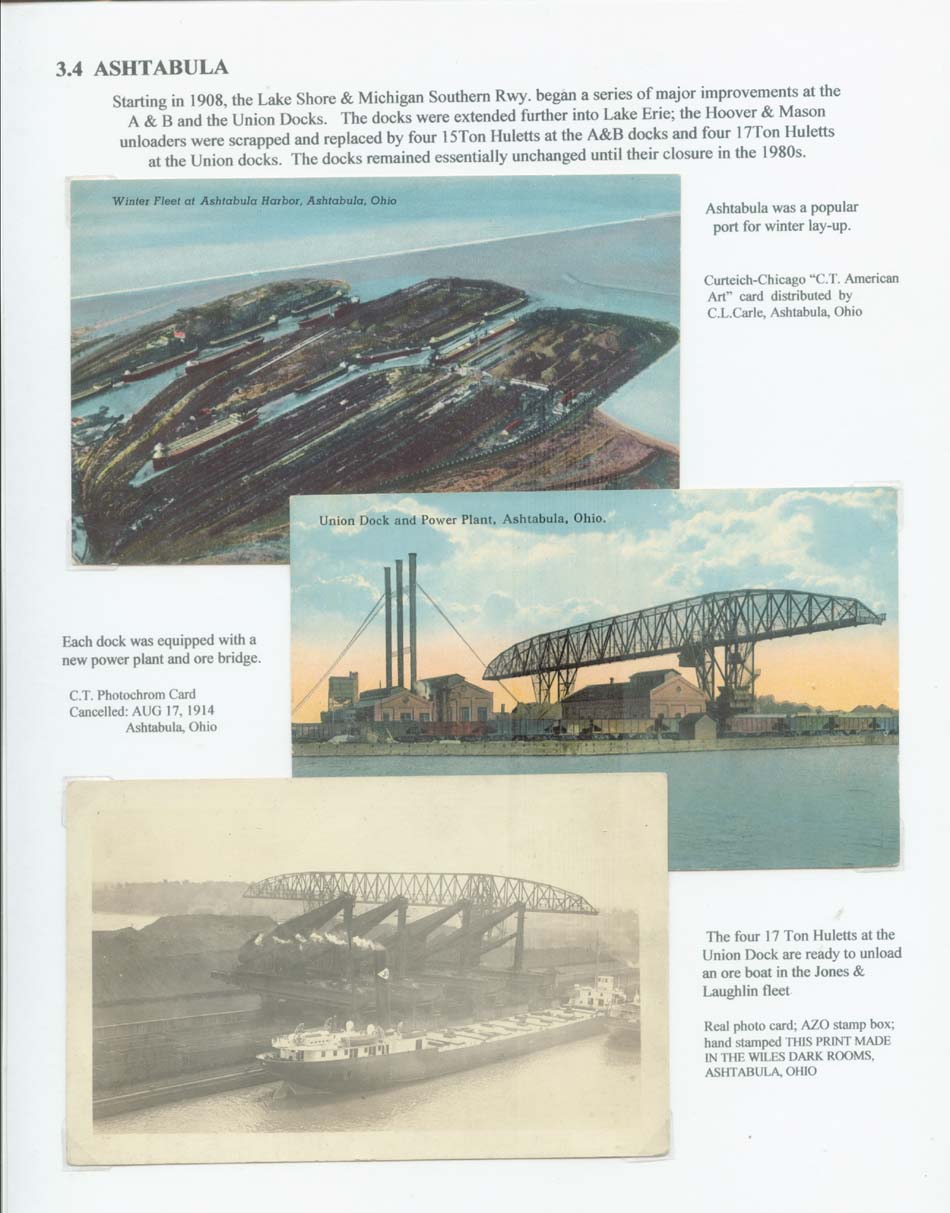 3.4 ASHTABULA
Starting in 1908, the Lake Shore & Michigan Southern Rwy. began a series of major improvements at the
A & B and the Union Docks. The docks were extended further into Lake Erie; the Hoover & Mason
unloaders were scrapped and replaced by four 15Ton Huletts at the A&B docks and four 17Ton Huletts
at the Union docks. The docks remained essentially unchanged until their closure in the 1980s.
Winter Fleet at Ashtabula Harbor, Ashtabula, Ohio
Ashtabula was a popular
port for winter lay-up.
Curteich-Chicago “C.T. American
Art” card distributed by
C.L.Carle, Ashtabula, Ohio
Union Dock and Power Plant, Ashtabula, Ohio.
Each dock was equipped with a
new power plant and ore bridge.
C.T. Photochrom Card
Cancelled: AUG 17, 1914
Ashtabula, Ohio
The four 17 Ton Huletts at the
Union Dock are ready to unload
an ore boat in the Jones &
Laughlin fleet
Real photo card; AZO stamp box;
hand stamped THIS PRINT MADE
IN THE WILES DARK ROOMS,
ASHTABULA, OHIO